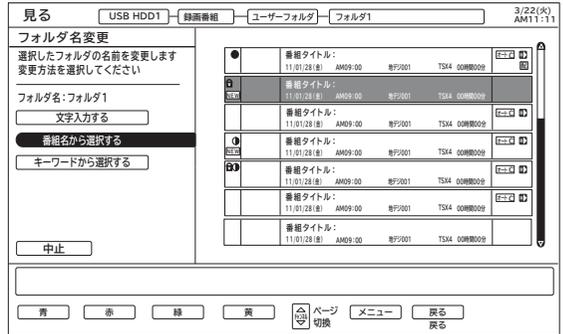 見る USB HDD1 録画番組 ユーザーフォルダ フォルダ1 3/22(火)
AM11:11
フォルダ名変更
選択したフォルダの名前を変更します
変更方法を選択してください
フォルダ名:フォルダ1
文字入力する
番組名から選択する
キーワードから選択する
中止
番組タイトル:
11/01/28(金) AM09:00 地デジ001 TSX4 00時間00分
番組タイトル:
NEW 11/01/28(金) AM09:00 地デジ001 TSX4 00時間00分
番組タイトル:
11/01/28(金) AM09:00 地デジ001 TSX4 00時間00分
番組タイトル:
NEW 11/01/28(金) AM09:00 地デジ001 TSX4 00時間00分
番組タイトル:
11/01/28(金) AM09:00 地デジ001 TSX4 00時間00分
番組タイトル:
11/01/28(金) AM09:00 地デジ001 TSX4 00時間00分
番組タイトル:
11/01/28(金) AM09:00 地デジ001 TSX4 00時間00分
青 赤 緑 黄 ページ メニュー 戻る
切換 戻る